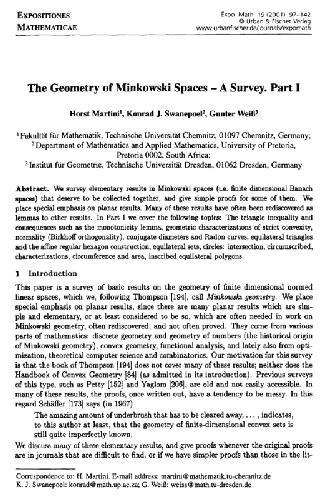 EXPOSITIONES
MATHEMATICAE
Expo. Math. 19 (2001) 97–142
© Urban & Fischer Verlag
www.urbanfischer.de/journals/expomath
The Geometry of Minkowski Spaces – A Survey. Part I
Horst Martini¹, Konrad J. Swanepoel², Gunter Weiß³
¹ Fakultät für Mathematik, Technische Universität Chemnitz, 01097 Chemnitz, Germany;
² Department of Mathematics and Applied Mathematics, University of Pretoria,
Pretoria 0002, South Africa;
³ Institut für Geometrie, Technische Universität Dresden, 01062 Dresden, Germany
Abstract. We survey elementary results in Minkowski spaces (i.e. finite dimensional Banach
spaces) that deserve to be collected together, and give simple proofs for some of them. We
place special emphasis on planar results. Many of these results have often been rediscovered as
lemmas to other results. In Part I we cover the following topics: The triangle inequality and
consequences such as the monotonicity lemma, geometric characterizations of strict convexity,
normality (Birkhoff orthogonality), conjugate diameters and Radon curves, equilateral triangles
and the affine regular hexagon construction, equilateral sets, circles: intersection, circumscribed,
characterizations, circumference and area, inscribed equilateral polygons.
1 Introduction
This paper is a survey of basic results on the geometry of finite dimensional normed
linear spaces, which we, following Thompson [194], call Minkowski geometry. We place
special emphasis on planar results, since there are many planar results which are sim-
ple and elementary, or at least considered to be so, which are often needed in work on
Minkowski geometry, often rediscovered, and not often proved. They come from various
parts of mathematics: discrete geometry and geometry of numbers (the historical origin
of Minkowski geometry), convex geometry, functional analysis, and lately also from opti-
misation, theoretical computer science and combinatorics. Our motivation for this survey
is that the book of Thompson [194] does not cover many of these results; neither does the
Handbook of Convex Geometry [84] (as admitted in its introduction). Previous surveys
of this type, such as Petty [152] and Yaglom [206], are old and not easily accessible. In
many of these results, the proofs, once written out, have a tendency to be messy. In this
regard Schäffer [173] says (in 1967)
The amazing amount of underbrush that has to be cleared away, . . . , indicates,
to this author at least, that the geometry of finite-dimensional convex sets is
still quite imperfectly known.
We discuss many of these elementary results, and give proofs whenever the original proofs
are in journals that are difficult to find, or if we have simpler proofs than those in the lit-
Correspondence to: H. Martini. E-mail address: martini@mathematik.tu-chemnitz.de
K. J. Swanepoel: konrad@math.up.ac.za; G. Weiß: weiss@math.tu-dresden.de